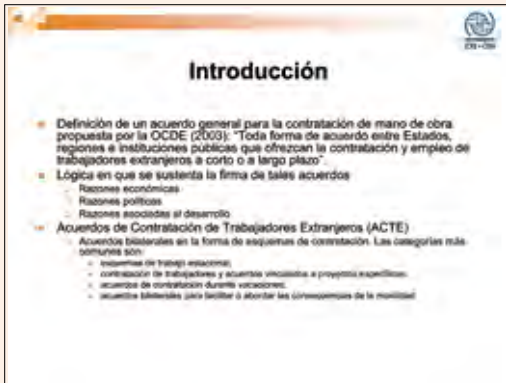 Introducción
Definición de un acuerdo general para la contratación de mano de obra
propuesta por la OCDE (2003): "Toda forma de acuerdo entre Estados,
regiones e instituciones públicas que ofrezcan la contratación y empleo de
trabajadores extranjeros a corto o a largo plazo".
Lógica en que se sustenta la firma de tales acuerdos
Razones económicas
Razones políticas
Razones asociadas al desarrollo
Acuerdos de Contratación de Trabajadores Extranjeros (ACTE)
Acuerdos bilaterales en la forma de esquemas de contratación. Las categorías más
comunes son:
esquemas de trabajo estacional;
contratación de trabajadores y acuerdos vinculados a proyectos específicos;
acuerdos de contratación durante vacaciones;
acuerdos bilaterales para facilitar o abordar las consecuencias de la movilidad